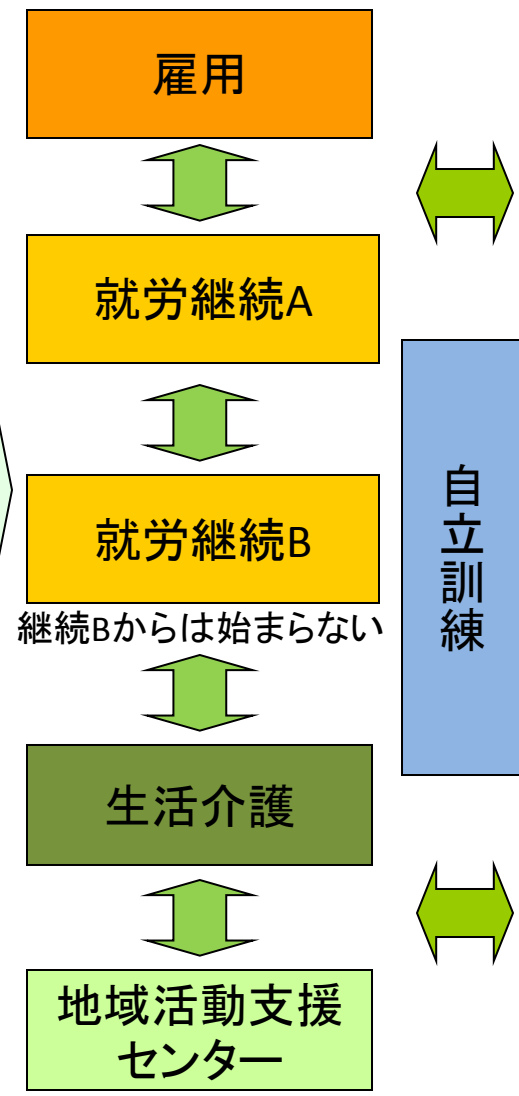 雇用
就労継続A
就労継続B
継続Bからは始まらない
自立訓練
生活介護
地域活動支援
センター